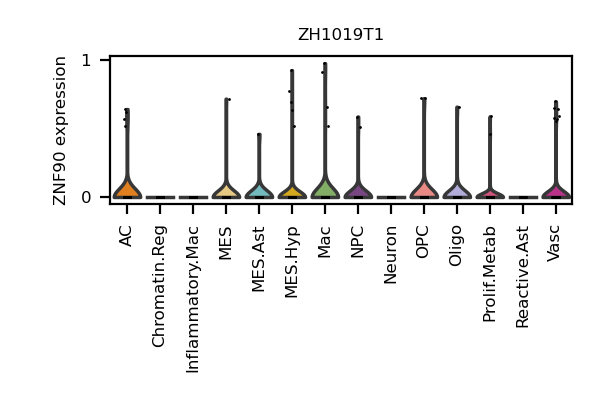 ZH1019T1
ZNF90 expression
1
0
AC
Chromatin.Reg
Inflammatory.Mac
MES
MES.Ast
MES.Hyp
Mac
NPC
Neuron
OPC
Oligo
Prolif.Metab
Reactive.Ast
Vasc